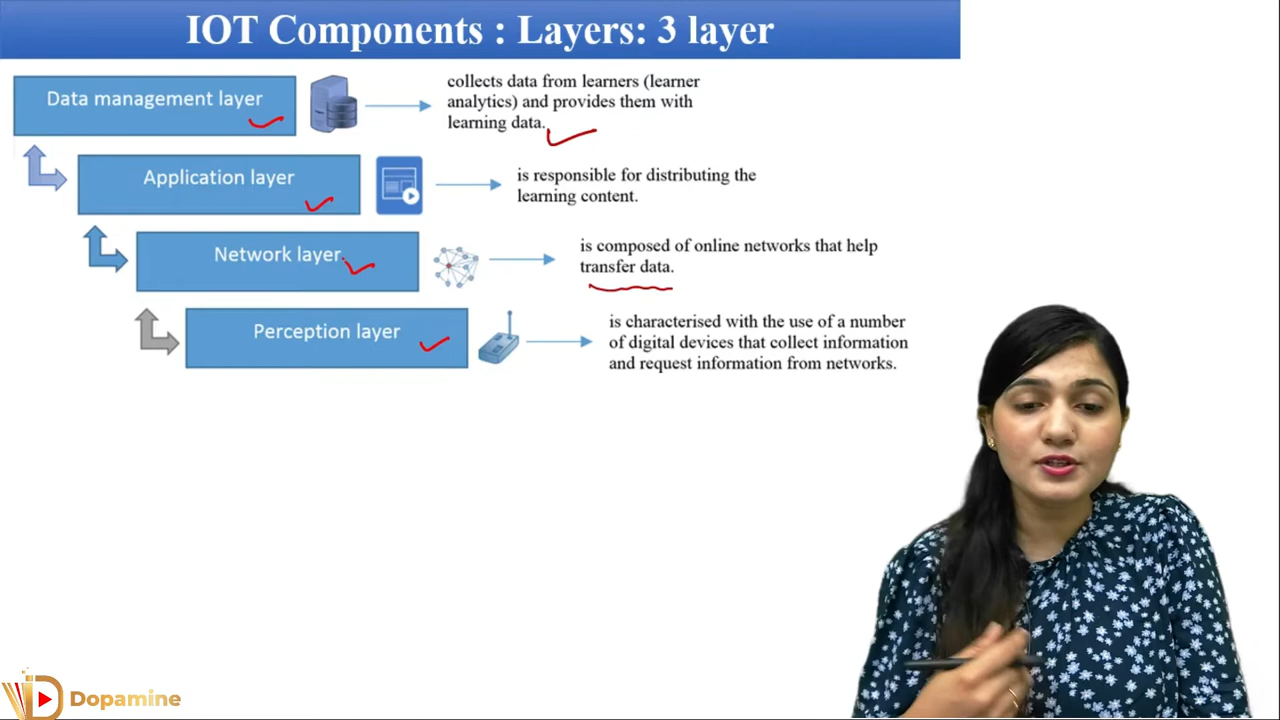 IOT Components : Layers: 3 layer
Data management layer
collects data from learners (learner
analytics) and provides them with
learning data.
Application layer
is responsible for distributing the
learning content.
Network layer
is composed of online networks that help
transfer data.
Perception layer
is characterised with the use of a number
of digital devices that collect information
and request information from networks.
Dopamine